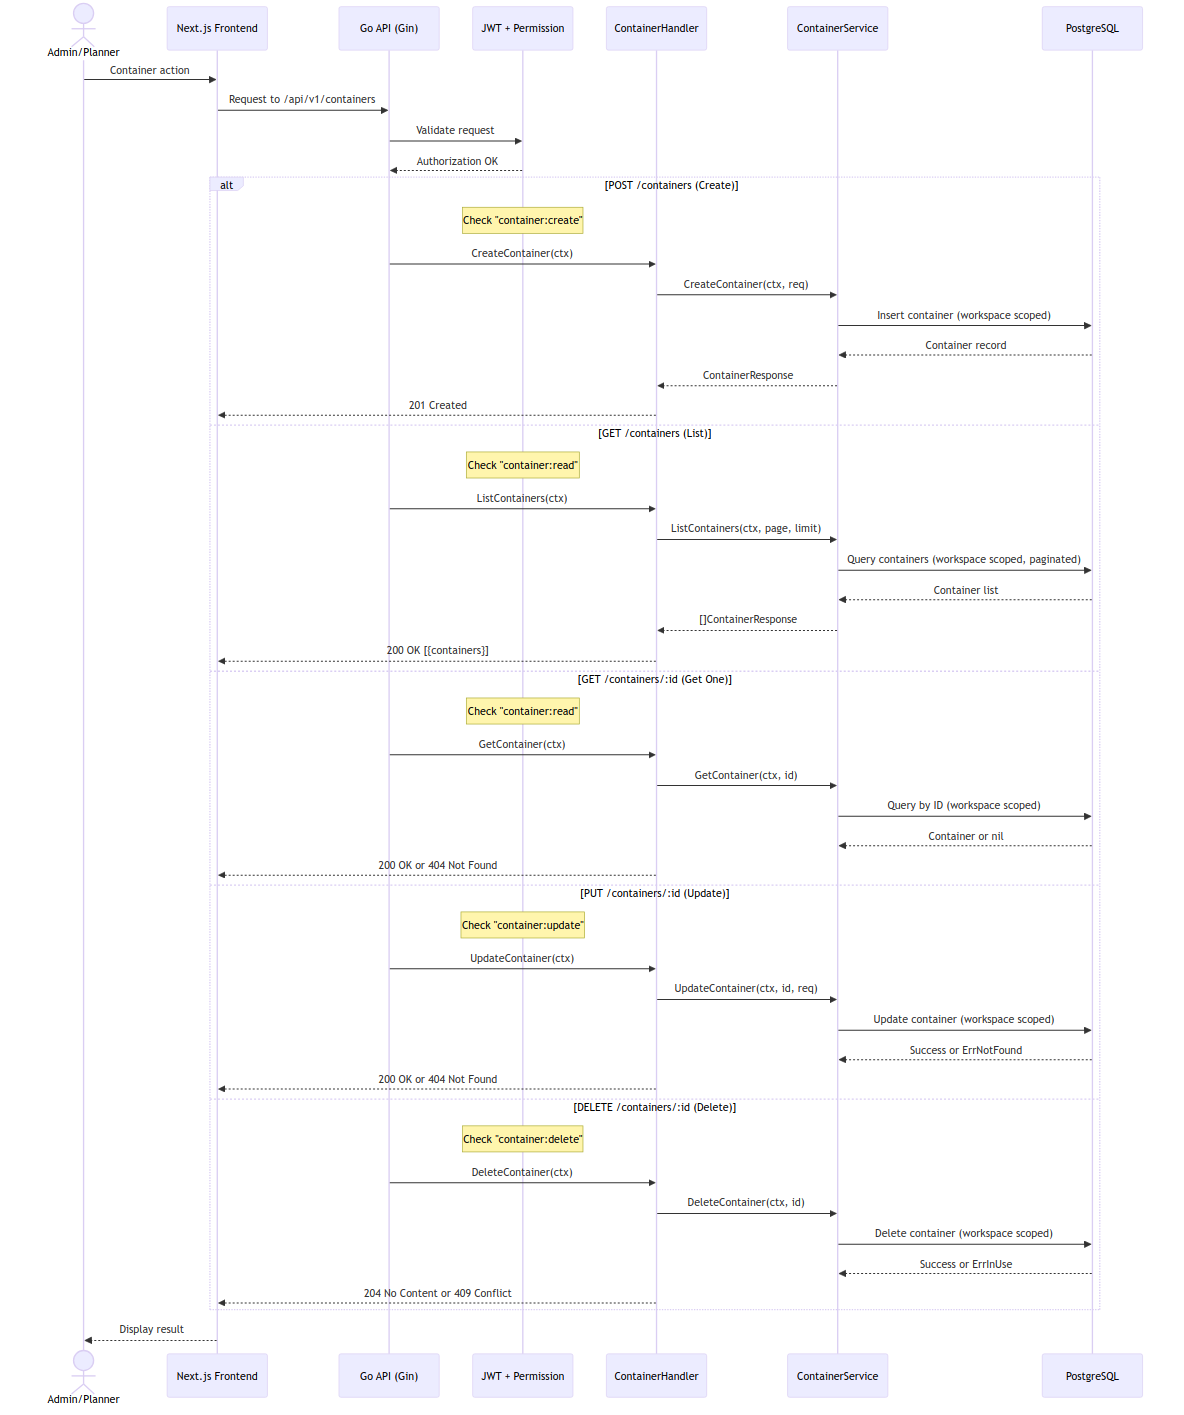 Admin/Planner
Next.js Frontend
Go API (Gin)
JWT + Permission
ContainerHandler
ContainerService
PostgreSQL
Container action
Request to /api/v1/containers
Validate request
Authorization OK
alt
[POST /containers (Create)]
Check "container:create"
CreateContainer(ctx)
CreateContainer(ctx, req)
Insert container (workspace scoped)
Container record
ContainerResponse
201 Created
[GET /containers (List)]
Check "container:read"
ListContainers(ctx)
ListContainers(ctx, page, limit)
Query containers (workspace scoped, paginated)
Container list
[]ContainerResponse
200 OK [{containers}]
[GET /containers/:id (Get One)]
Check "container:read"
GetContainer(ctx)
GetContainer(ctx, id)
Query by ID (workspace scoped)
Container or nil
200 OK or 404 Not Found
[PUT /containers/:id (Update)]
Check "container:update"
UpdateContainer(ctx)
UpdateContainer(ctx, id, req)
Update container (workspace scoped)
Success or ErrNotFound
200 OK or 404 Not Found
[DELETE /containers/:id (Delete)]
Check "container:delete"
DeleteContainer(ctx)
DeleteContainer(ctx, id)
Delete container (workspace scoped)
Success or ErrInUse
204 No Content or 409 Conflict
Display result
Admin/Planner
Next.js Frontend
Go API (Gin)
JWT + Permission
ContainerHandler
ContainerService
PostgreSQL